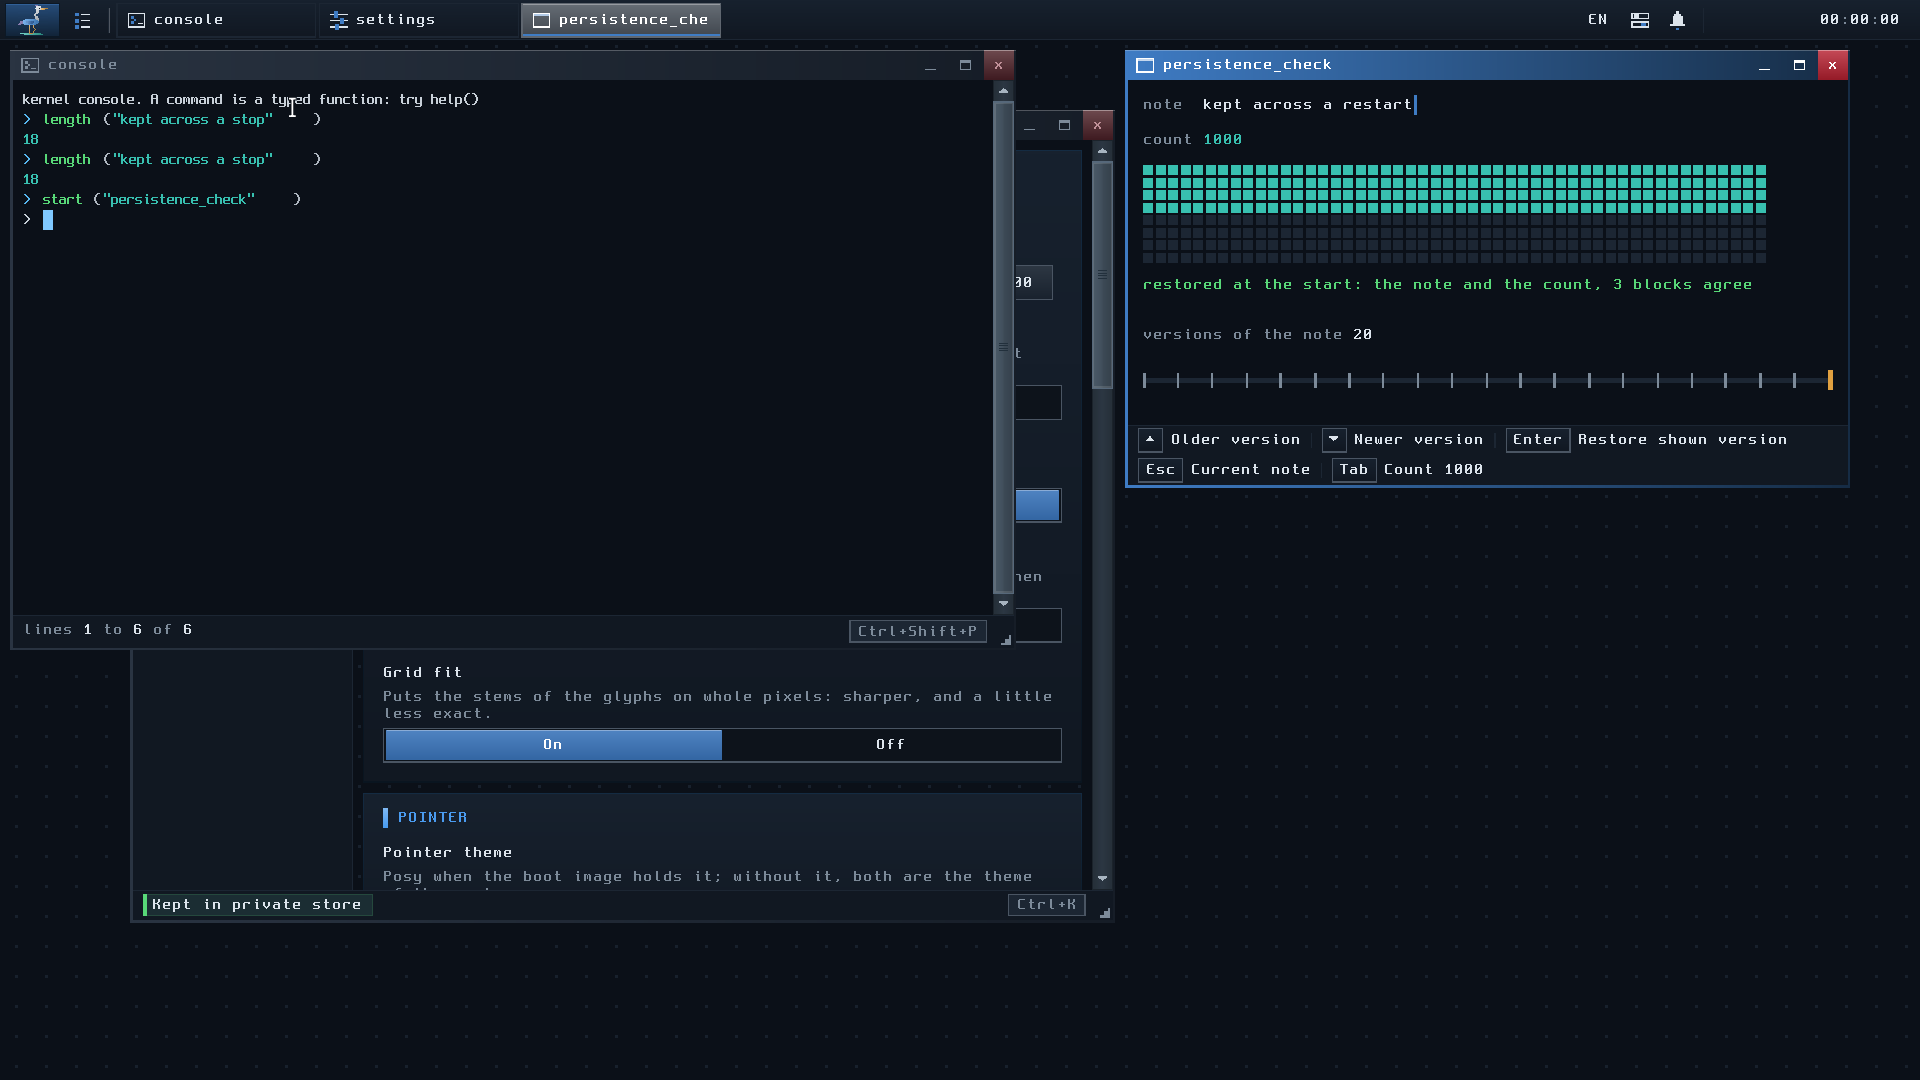 console
settings
persistence_che
EN
00:00:00
console
kernel console. A command is a typed function: try help()
> length ("kept across a stop" )
18
> length ("kept across a stop" )
18
> start ("persistence_check" )
>
lines 1 to 6 of 6
Ctrl+Shift+P
00
t
hen
Grid fit
Puts the stems of the glyphs on whole pixels: sharper, and a little
less exact.
On
Off
POINTER
Pointer theme
Posy when the boot image holds it; without it, both are the theme
Kept in private store
Ctrl+K
persistence_check
note kept across a restart
count 1000
restored at the start: the note and the count, 3 blocks agree
versions of the note 20
Older version
Newer version
Enter Restore shown version
Esc Current note
Tab Count 1000